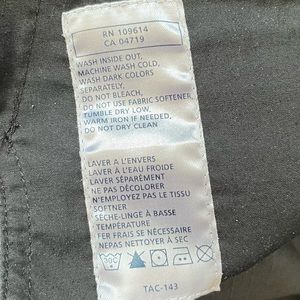 RN 109614
CA 04719
WASH INSIDE OUT,
MACHINE WASH COLD,
WASH DARK COLORS
SEPARATELY,
DO NOT BLEACH,
DO NOT USE FABRIC SOFTENER,
TUMBLE DRY LOW,
WARM IRON IF NEEDED,
DO NOT DRY CLEAN
LAVER A L'ENVERS
LAVER À L'EAU FROIDE
LAVER SÉPARÉMENT
NE PAS DÉCOLORER
N'EMPLOYEZ PAS LE TISSU
SOFTNER
SÈCHE-LINGE À BASSE
TEMPÉRATURE
FER FRAIS SE NÉCESSAIRE
NEPAS NETTOYER À SEC
TAC-143